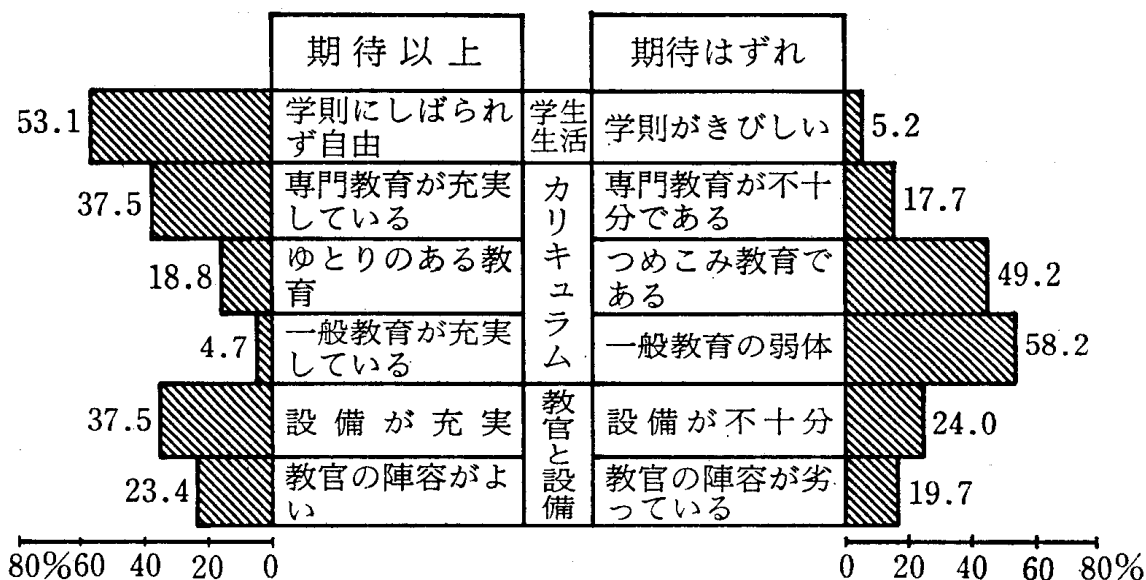 期待以上
期待はずれ
53.1
学則にしばられ
ず自由
学生
生活
学則がきびしい
5.2
37.5
専門教育が充実
している
カリキュラム
専門教育が不十
分である
17.7
18.8
ゆとりのある教
育
つめこみ教育で
ある
49.2
4.7
一般教育が充実
している
一般教育の弱体
58.2
37.5
設備が充実
教官と設備
設備が不十分
24.0
23.4
教官の陣容がよ
い
教官の陣容が劣
っている
19.7
80% 60 40 20 0
0 20 40 60 80%